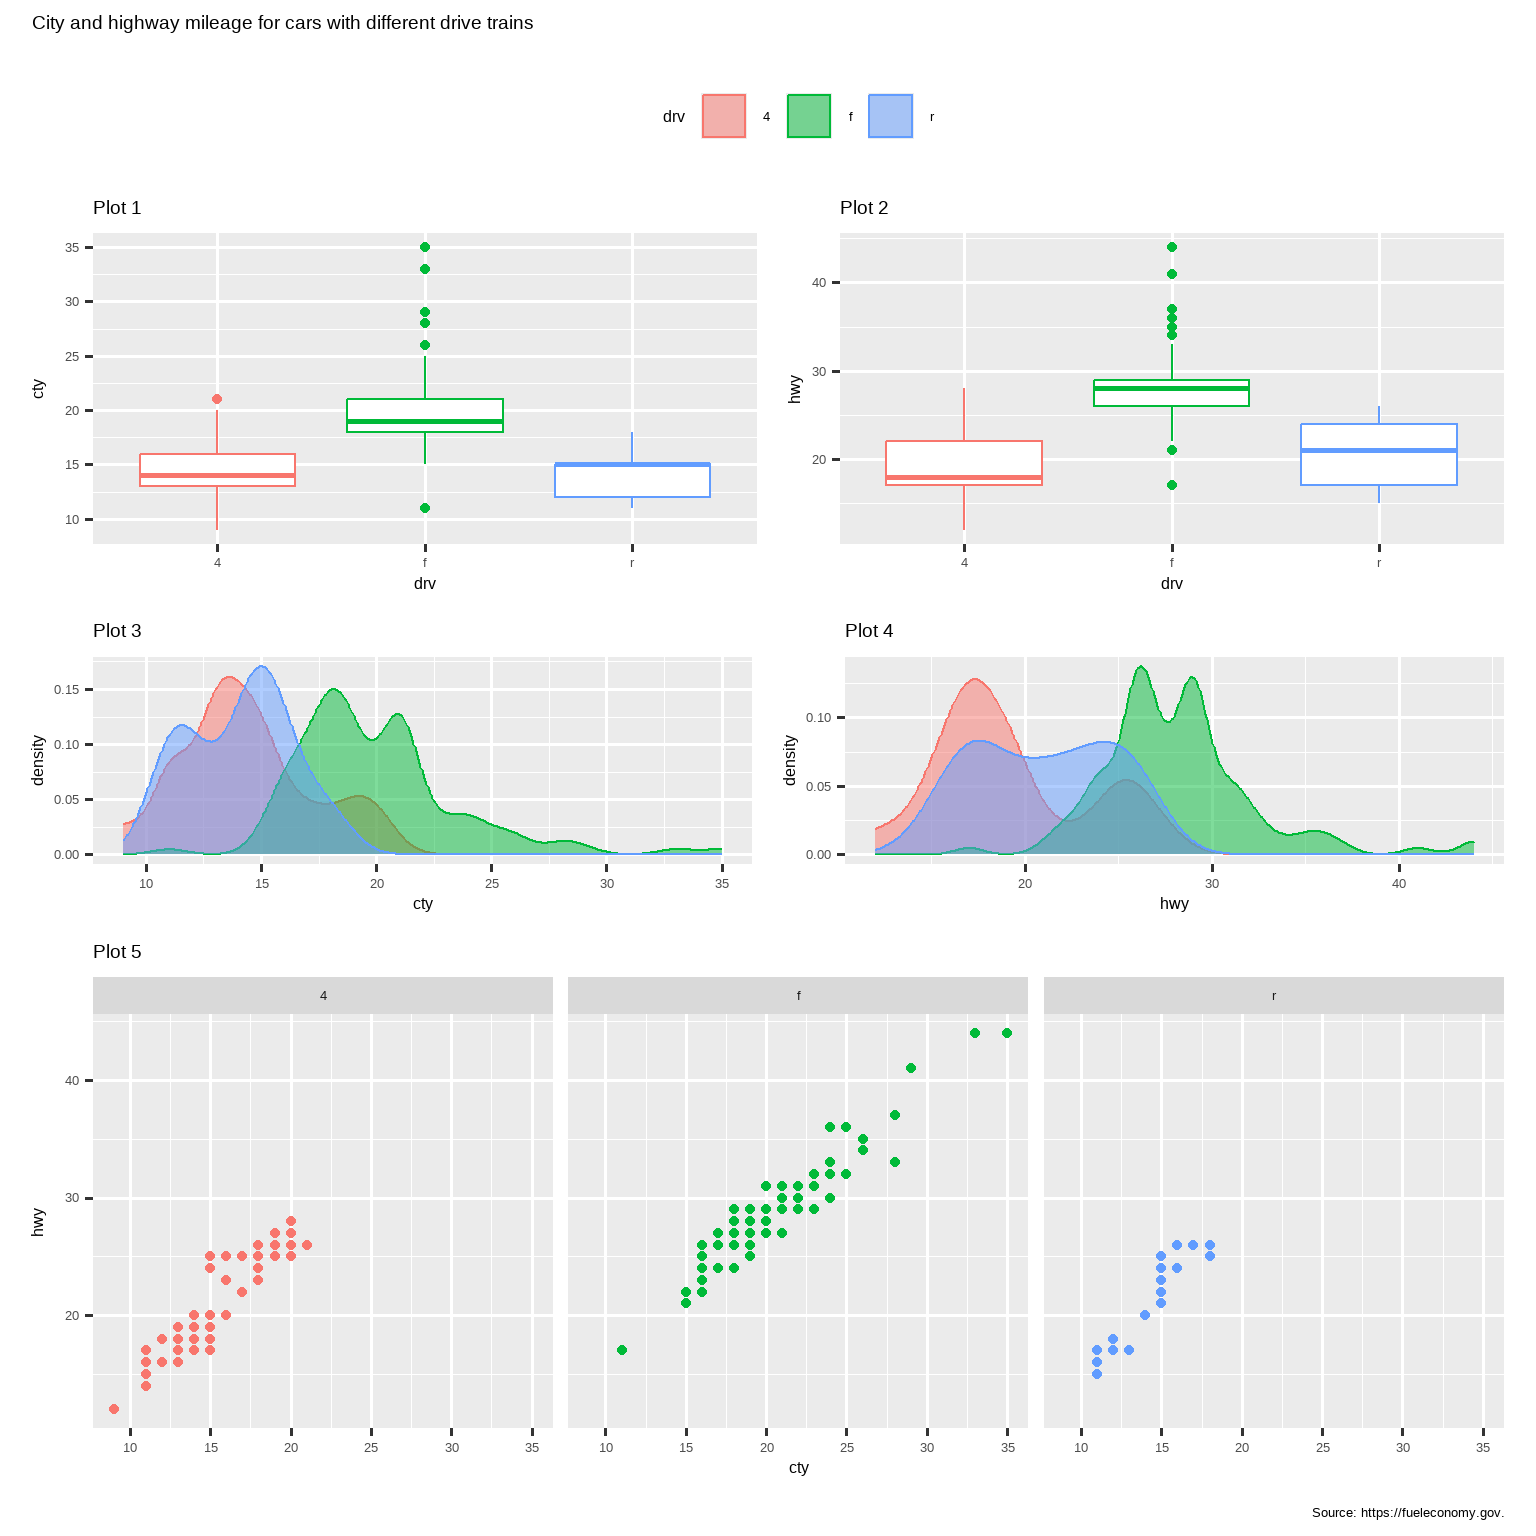 City and highway mileage for cars with different drive trains
drv 4 f r
Plot 1
35
30
25
20
15
10
cty
4 f r
drv
Plot 2
40
30
20
hwy
4 f r
drv
Plot 3
0.15
0.10
0.05
0.00
density
10 15 20 25 30 35
cty
Plot 4
0.10
0.05
0.00
density
20 30 40
hwy
Plot 5
4 f r
40
30
20
hwy
10 15 20 25 30 35 10 15 20 25 30 35 10 15 20 25 30 35
cty
Source: https://fueleconomy.gov.